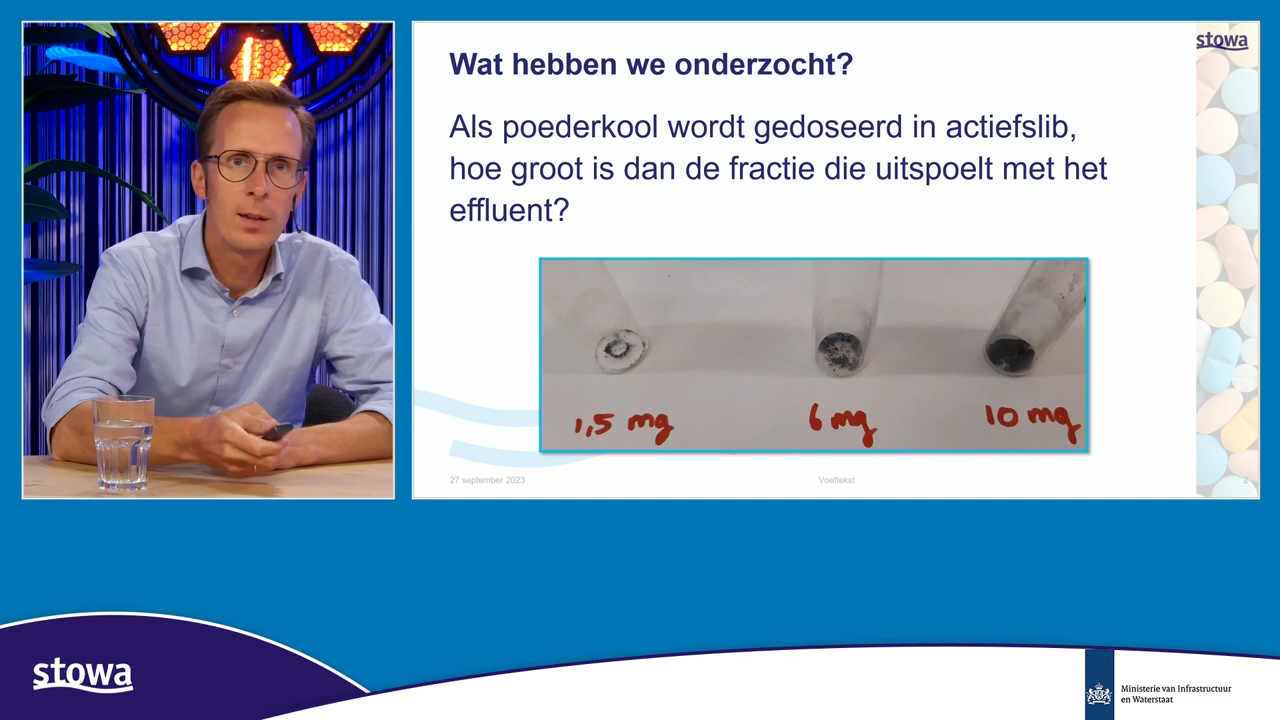 stowa
Wat hebben we onderzocht?
Als poederkool wordt gedoseerd in actiefslib,
hoe groot is dan de fractie die uitspoelt met het
effluent?
1,5 mg
6 mg
10 mg
27 september 2023
Voettekst
2
stowa
Ministerie van Infrastructuur
en Waterstaat